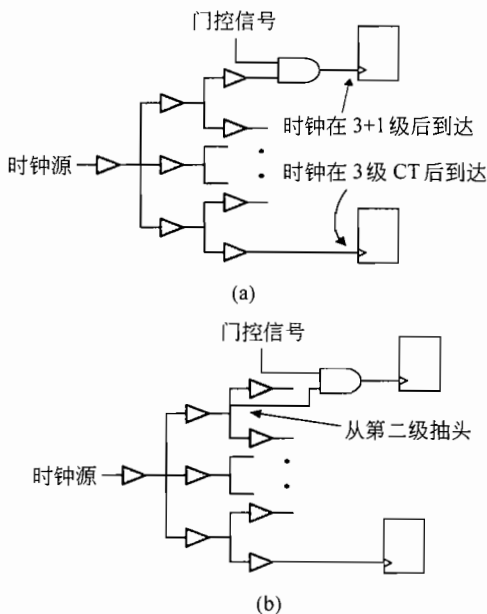 门控信号
时钟在 3+1 级后到达
时钟源
时钟在 3 级 CT 后到达
(a)
门控信号
从第二级抽头
时钟源
(b)